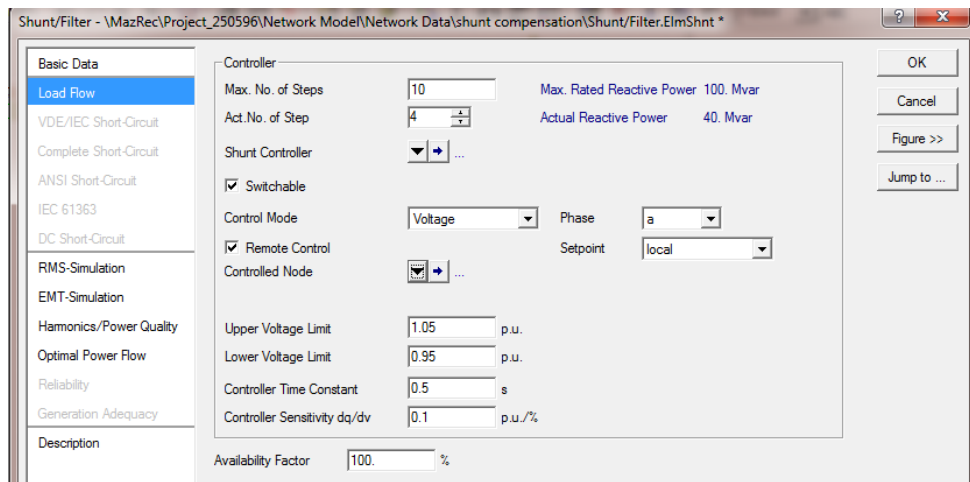 Shunt/Filter - \MazRec\Project_250596\Network Model\Network Data\shunt compensation\Shunt/Filter.ElmShnt *
?
X
Basic Data
Load Flow
VDE/IEC Short-Circuit
Complete Short-Circuit
ANSI Short-Circuit
IEC 61363
DC Short-Circuit
RMS-Simulation
EMT-Simulation
Harmonics/Power Quality
Optimal Power Flow
Reliability
Generation Adequacy
Description
Controller
Max. No. of Steps 10 Max. Rated Reactive Power 100. Mvar
Act.No. of Step 4 Actual Reactive Power 40. Mvar
Shunt Controller ...
Switchable
Control Mode Voltage Phase a
Remote Control Setpoint local
Controlled Node ...
Upper Voltage Limit 1.05 p.u.
Lower Voltage Limit 0.95 p.u.
Controller Time Constant 0.5 s
Controller Sensitivity dq/dv 0.1 p.u./%
Availability Factor 100. %
OK
Cancel
Figure >>
Jump to ...